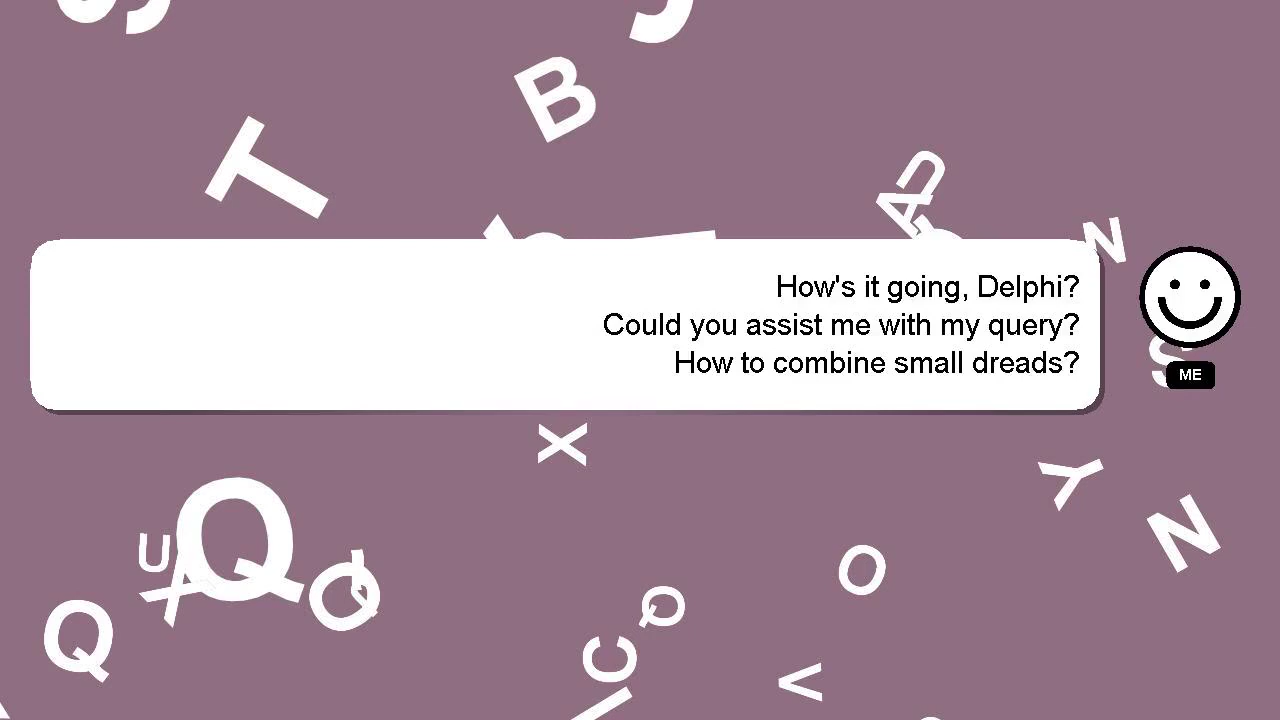 How's it going, Delphi?
Could you assist me with my query?
How to combine small dreads?
ME